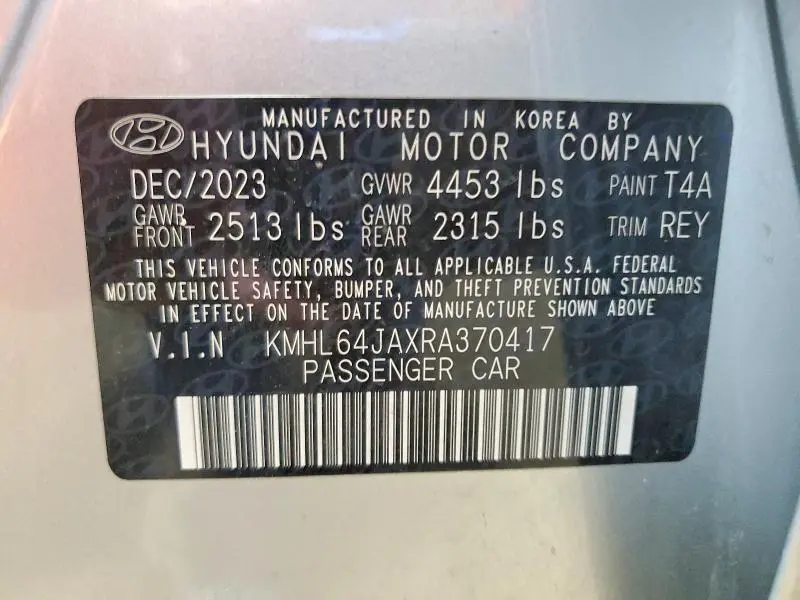 MANUFACTURED IN KOREA BY
HYUNDAI MOTOR COMPANY
DEC/2023 GVWR 4453 lbs PAINT T4A
GAWR FRONT 2513 lbs GAWR REAR 2315 lbs TRIM REY
THIS VEHICLE CONFORMS TO ALL APPLICABLE U.S.A. FEDERAL
MOTOR VEHICLE SAFETY, BUMPER, AND THEFT PREVENTION STANDARDS
IN EFFECT ON THE DATE OF MANUFACTURE SHOWN ABOVE
V.I.N KMHL64JAXRA370417
PASSENGER CAR